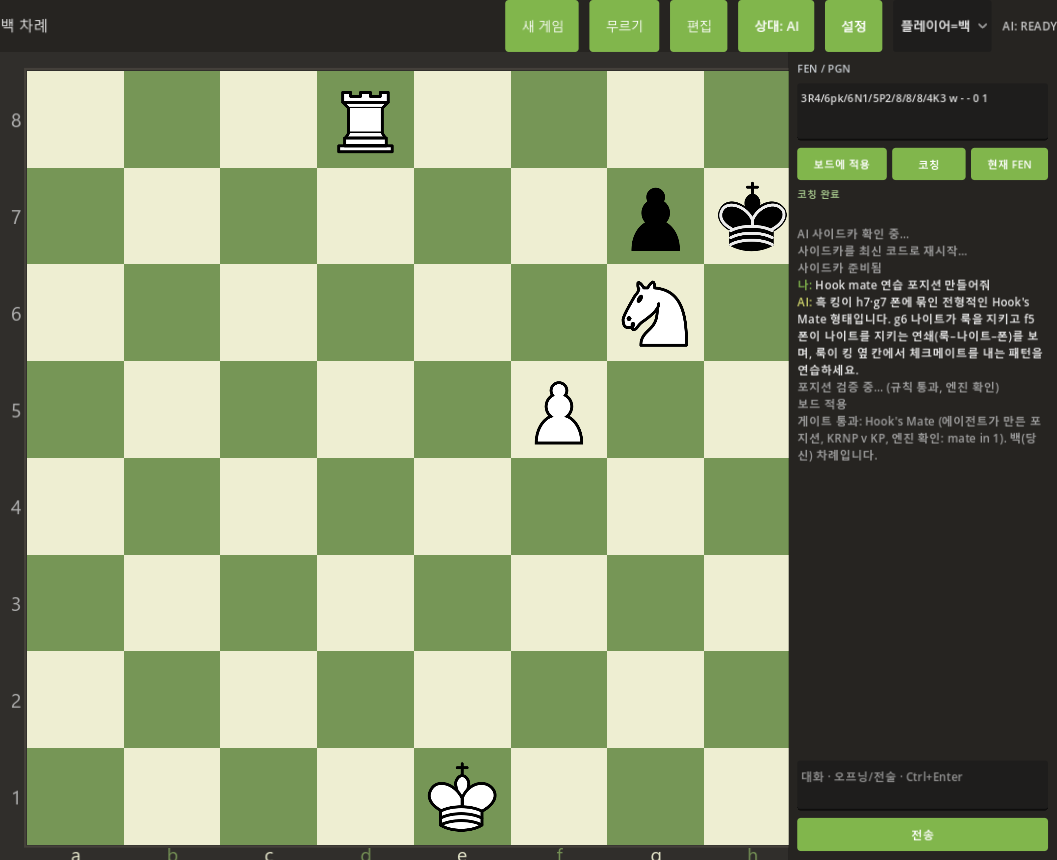 백 차례
새 게임
무르기
편집
상대: AI
설정
플레이어=백
AI: READY
FEN / PGN
3R4/6pk/6N1/5P2/8/8/8/4K3 w - - 0 1
보드에 적용
코칭
현재 FEN
코칭 완료
AI 사이드카 확인 중...
사이드카를 최신 코드로 재시작...
사이드카 준비됨
나: Hook mate 연습 포지션 만들어줘
AI: 흑 킹이 h7·g7 폰에 묶인 전형적인 Hook's
Mate 형태입니다. g6 나이트가 룩을 지키고 f5
폰이 나이트를 지키는 연쇄(룩–나이트–폰)를 보
며, 룩이 킹 옆 칸에서 체크메이트를 내는 패턴을
연습하세요.
포지션 검증 중... (규칙 통과, 엔진 확인)
보드 적용
게이트 통과: Hook's Mate (에이전트가 만든 포
지션, KRNP v KP, 엔진 확인: mate in 1). 백(당
신) 차례입니다.
8
7
6
5
4
3
2
1
a b c d e f g h
대화 · 오프닝/전술 · Ctrl+Enter
전송